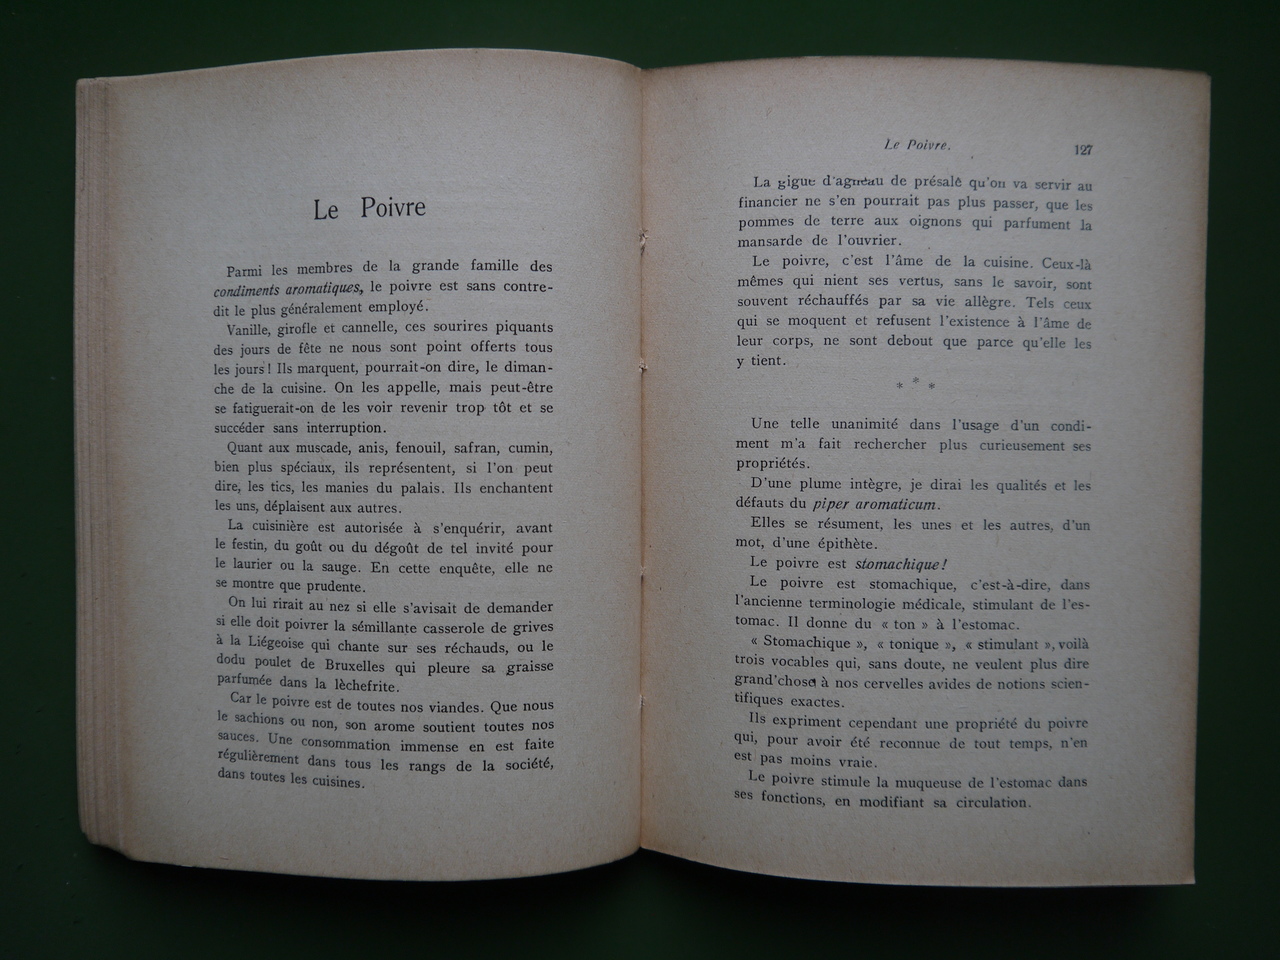 Le Poivre
Parmi les membres de la grande famille des
condiments aromatiques, le poivre est sans contre-
dit le plus généralement employé.
Vanille, girofle et cannelle, ces sourires piquants
des jours de fête ne nous sont point offerts tous
les jours! Ils marquent, pourrait-on dire, le diman-
che de la cuisine. On les appelle, mais peut-être
se fatiguerait-on de les voir revenir trop tôt et se
succéder sans interruption.
Quant aux muscade, anis, fenouil, safran, cumin,
bien plus spéciaux, ils représentent, si l'on peut
dire, les tics, les manies du palais. Ils enchantent
les uns, déplaisent aux autres.
La cuisinière est autorisée à s'enquérir, avant
le festin, du goût ou du dégoût de tel invité pour
le laurier ou la sauge. En cette enquête, elle ne
se montre que prudente.
On lui rirait au nez si elle s'avisait de demander
si elle doit poivrer la sémillante casserole de grives
à la Liégeoise qui chante sur ses réchauds, ou le
dodu poulet de Bruxelles qui pleure sa graisse
parfumée dans la lèchefrite.
Car le poivre est de toutes nos viandes. Que nous
le sachions ou non, son arome soutient toutes nos
sauces. Une consommation immense en est faite
régulièrement dans tous les rangs de la société,
dans toutes les cuisines.
Le Poivre. 127
La gigue d'agneau de présalé qu'on va servir au
financier ne s'en pourrait pas plus passer, que les
pommes de terre aux oignons qui parfument la
mansarde de l'ouvrier.
Le poivre, c'est l'âme de la cuisine. Ceux-là
mêmes qui nient ses vertus, sans le savoir, sont
souvent réchauffés par sa vie allègre. Tels ceux
qui se moquent et refusent l'existence à l'âme de
leur corps, ne sont debout que parce qu'elle les
y tient.
* * *
Une telle unanimité dans l'usage d'un condi-
ment m'a fait rechercher plus curieusement ses
propriétés.
D'une plume intègre, je dirai les qualités et les
défauts du piper aromaticum.
Elles se résument, les unes et les autres, d'un
mot, d'une épithète.
Le poivre est stomachique!
Le poivre est stomachique, c'est-à-dire, dans
l'ancienne terminologie médicale, stimulant de l'es-
tomac. Il donne du « ton » à l'estomac.
« Stomachique », « tonique », « stimulant », voilà
trois vocables qui, sans doute, ne veulent plus dire
grand'chose à nos cervelles avides de notions scien-
tifiques exactes.
Ils expriment cependant une propriété du poivre
qui, pour avoir été reconnue de tout temps, n'en
est pas moins vraie.
Le poivre stimule la muqueuse de l'estomac dans
ses fonctions, en modifiant sa circulation.